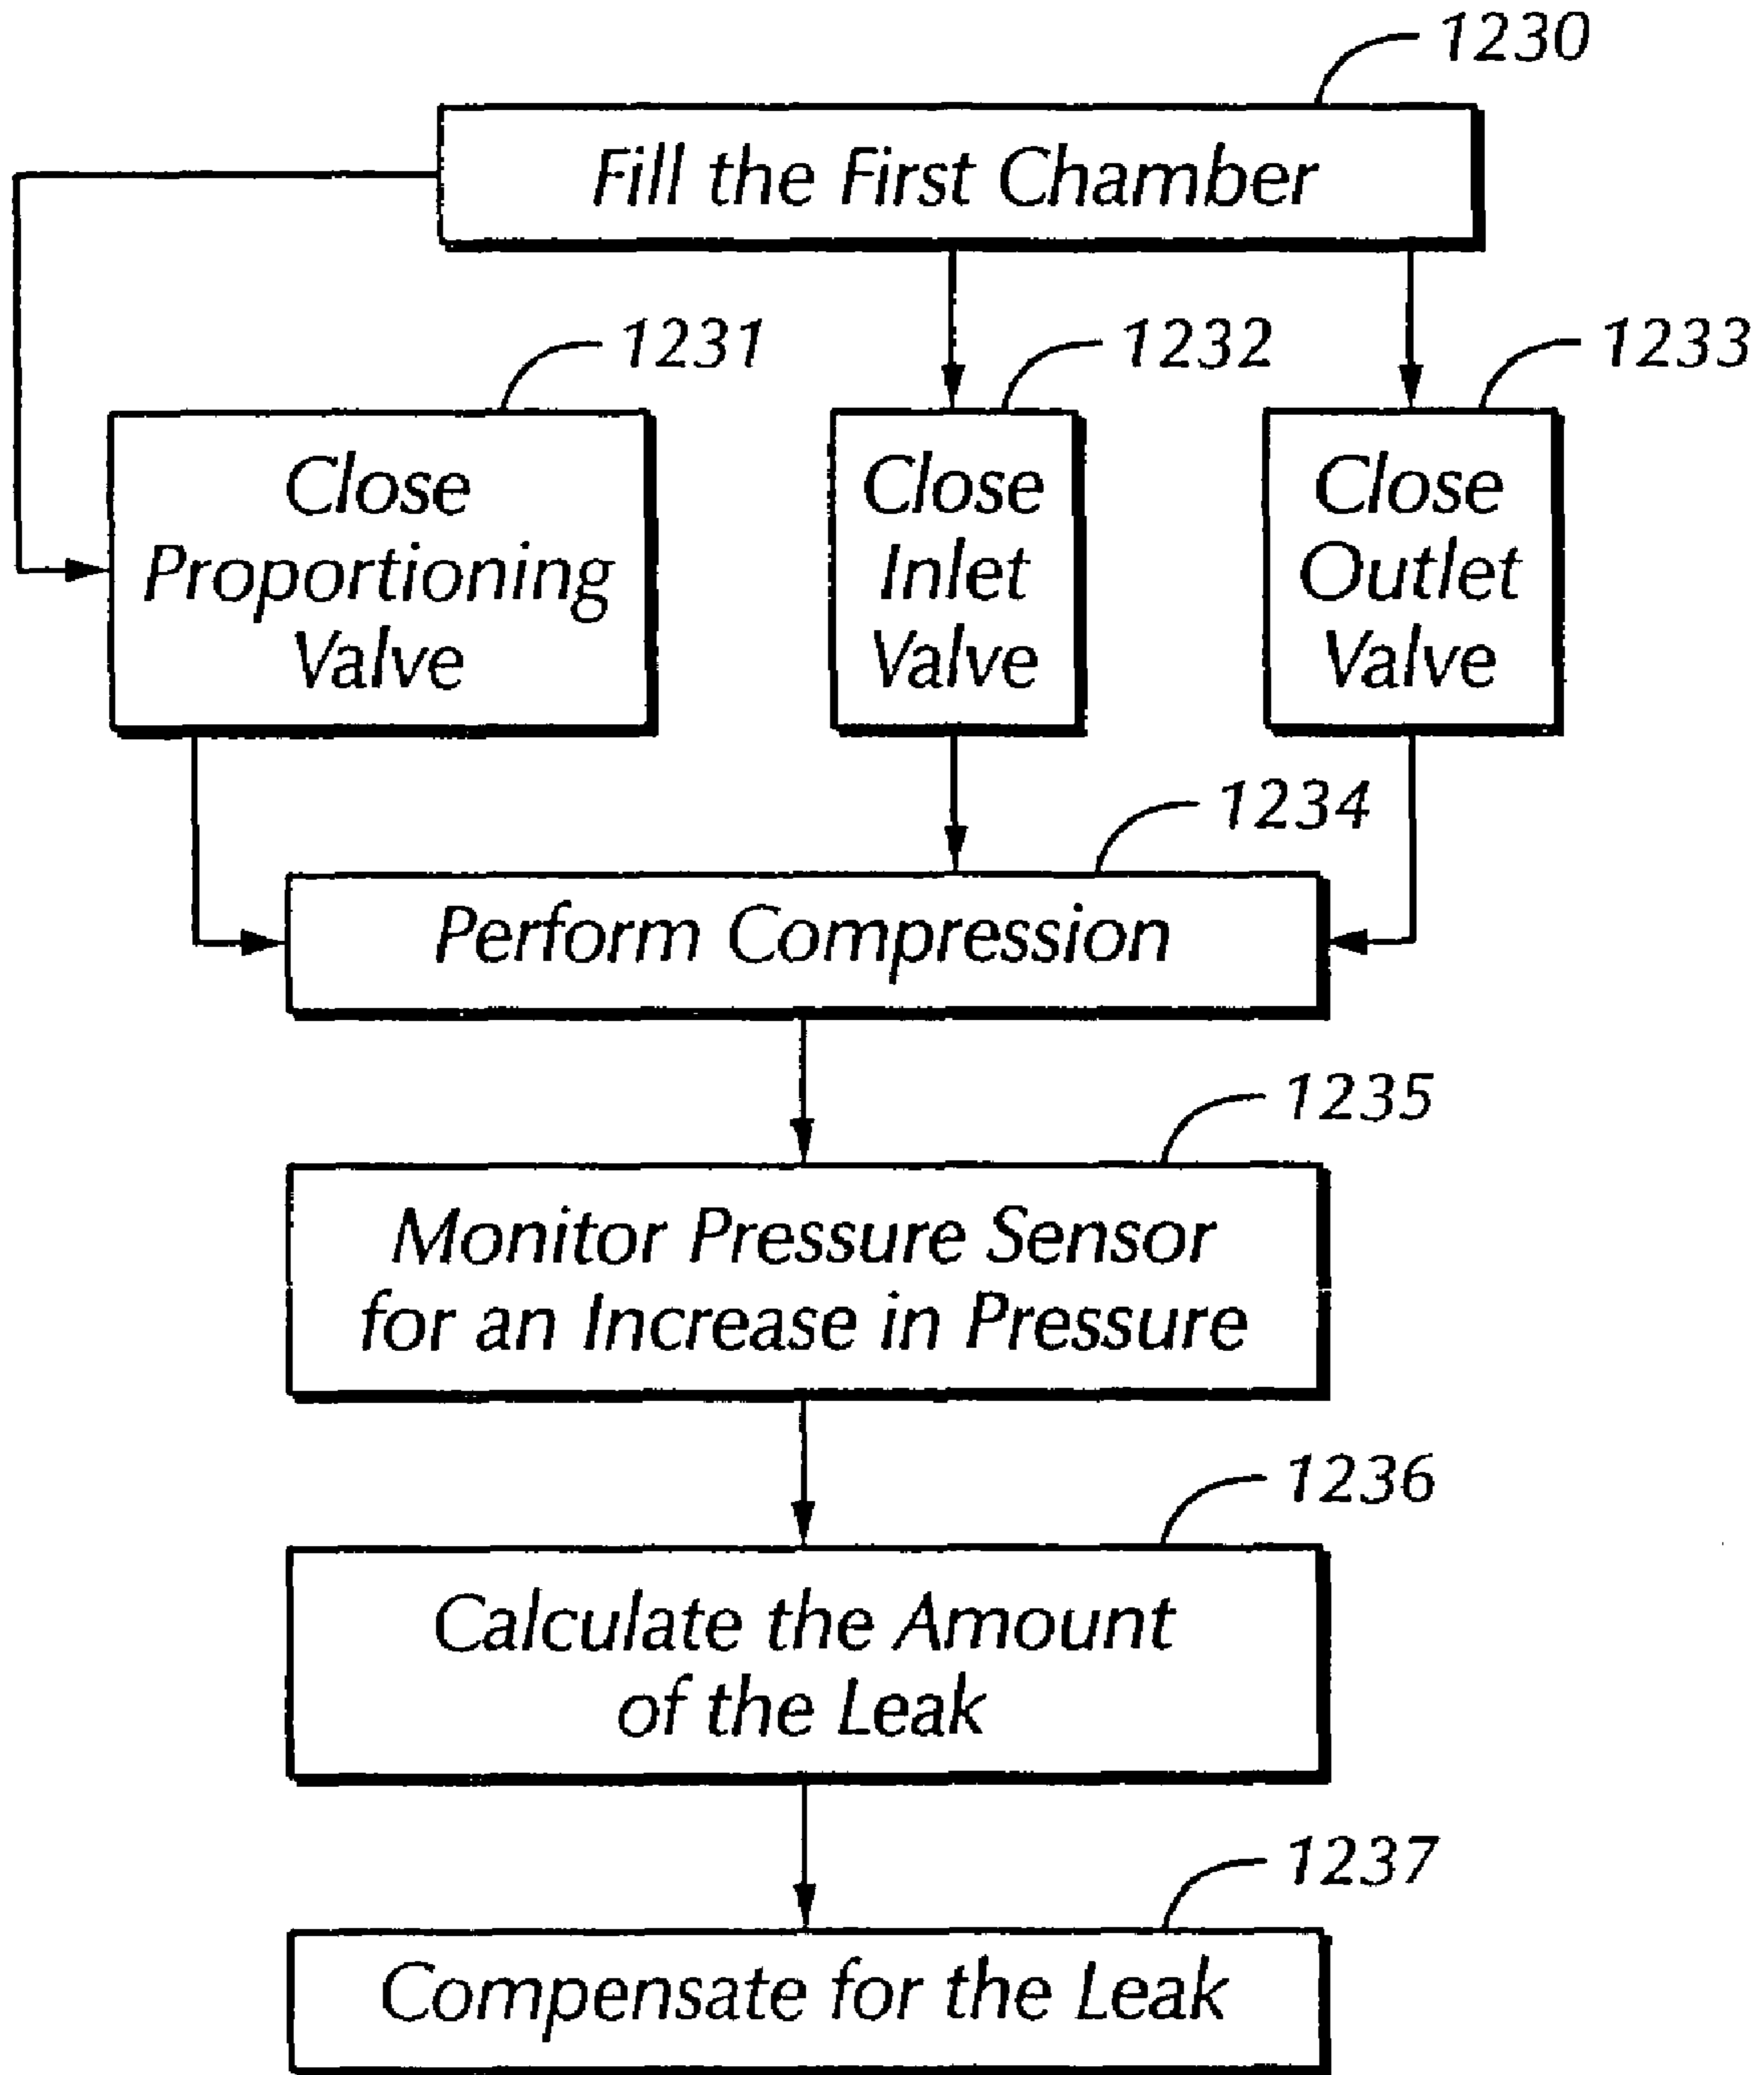 1230
Fill the First Chamber
1231
1232
1233
Close
Proportioning
Valve
Close
Inlet
Valve
Close
Outlet
Valve
1234
Perform Compression
1235
Monitor Pressure Sensor
for an Increase in Pressure
1236
Calculate the Amount
of the Leak
1237
Compensate for the Leak